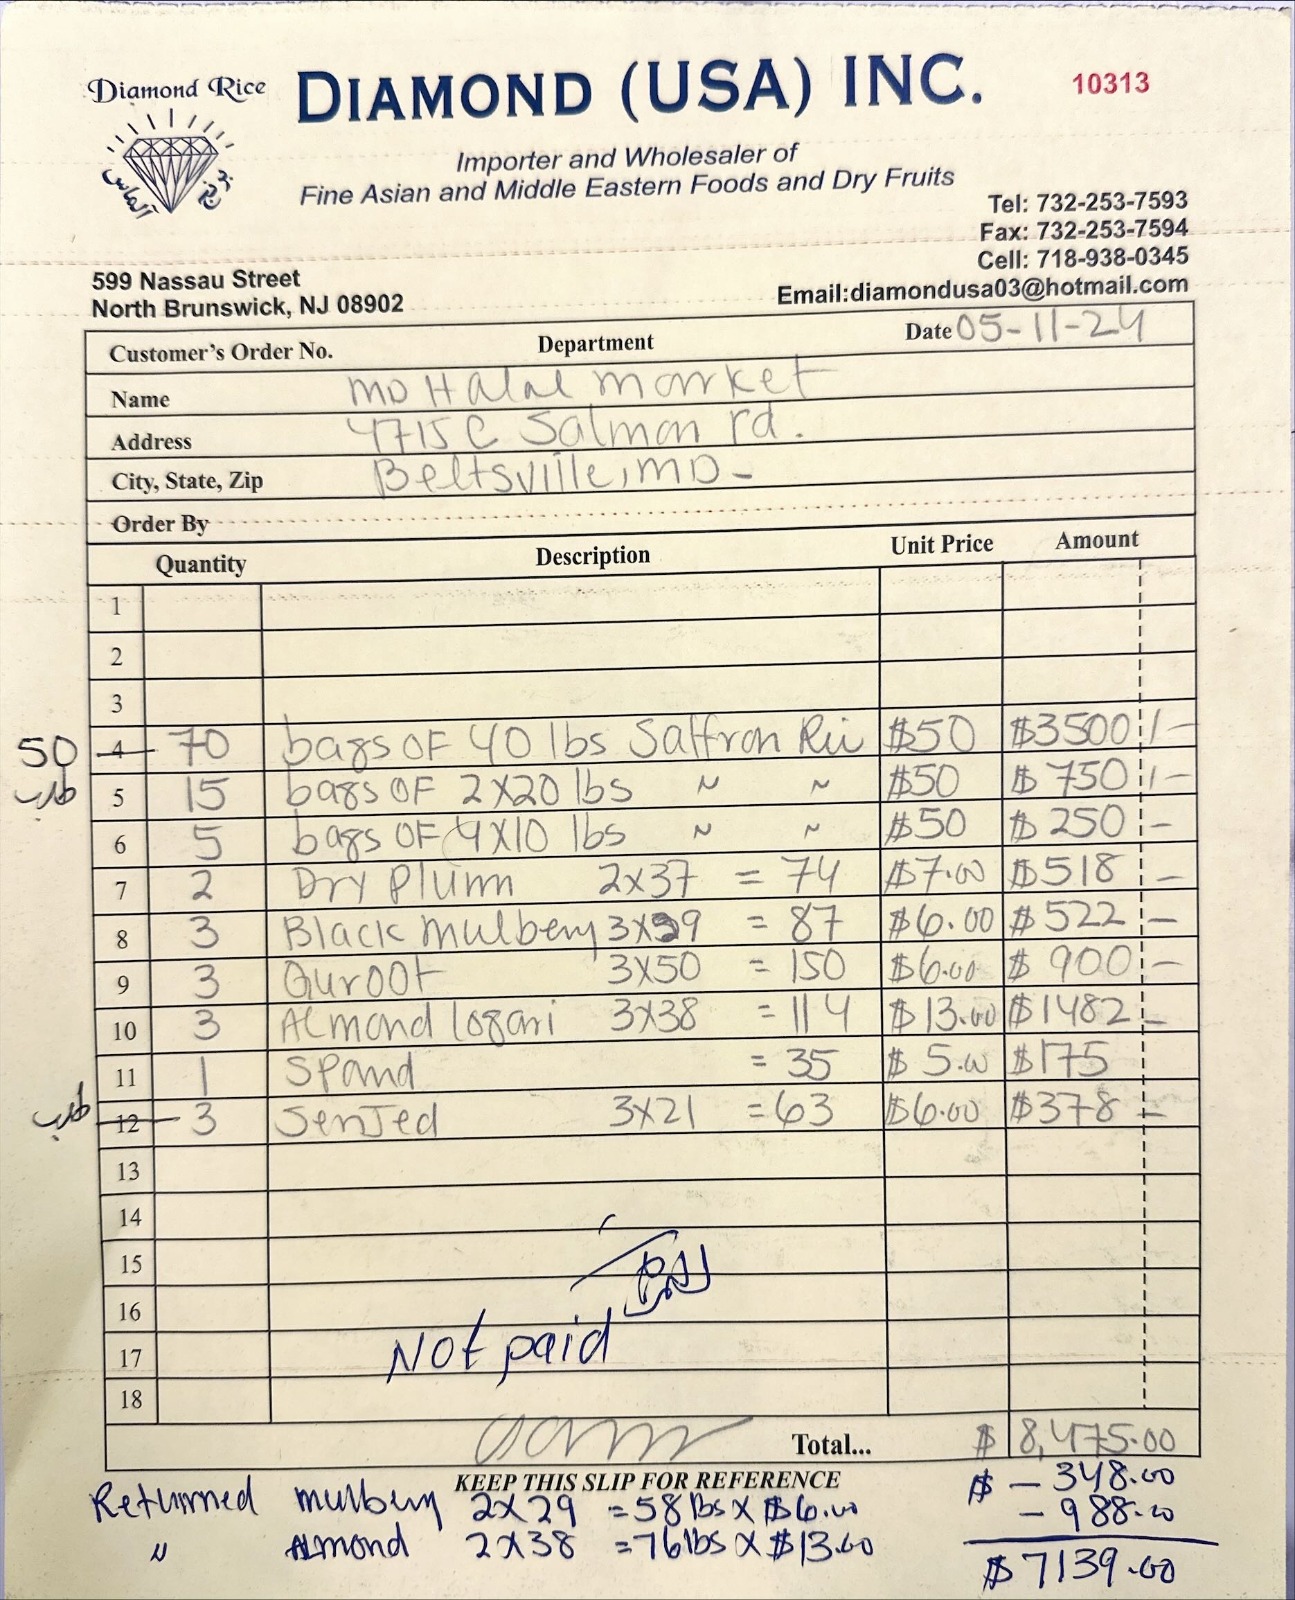 Diamond Rice
DIAMOND (USA) INC.
10313
Importer and Wholesaler of
Fine Asian and Middle Eastern Foods and Dry Fruits
Tel: 732-253-7593
Fax: 732-253-7594
Cell: 718-938-0345
599 Nassau Street
North Brunswick, NJ 08902
Email:diamondusa03@hotmail.com
Customer's Order No. Department Date 05-11-24
Name MD Halal market
Address 4715 C Salmon rd.
City, State, Zip Beltsville, MD -
Order By
Quantity Description Unit Price Amount
1
2
3
50 4 70 bags OF 40 lbs Saffron Rii $50 $3500 /-
5 15 bags OF 2X20 lbs 〃 〃 $50 $750 /-
6 5 bags OF 4X10 lbs 〃 〃 $50 $250 -
7 2 Dry Plum 2x37 = 74 $7.00 $518 -
8 3 Black mulbery 3X29 = 87 $6.00 $522 -
9 3 Guroot 3X50 = 150 $6.00 $900 -
10 3 Almond logari 3X38 = 114 $13.00 $1482 -
11 1 Spand = 35 $5.00 $175
12 3 Senjed 3X21 = 63 $6.00 $378 -
13
14
15
16
17 Not paid
18
Total... $ 8,475.00
KEEP THIS SLIP FOR REFERENCE
Returned mulbery 2X29 = 58 lbs X $6.00 $ - 348.00
〃 Almond 2X38 = 76 lbs X $13.00 - 988.00
$7139.00